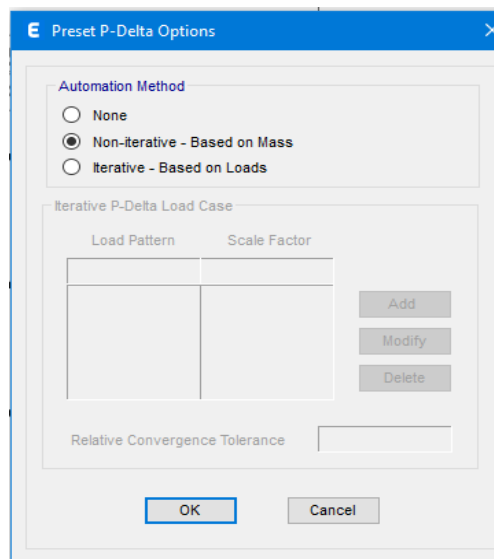 E Preset P-Delta Options
Automation Method
None
Non-iterative - Based on Mass
Iterative - Based on Loads
Iterative P-Delta Load Case
Load Pattern Scale Factor
Add
Modify
Delete
Relative Convergence Tolerance
OK Cancel